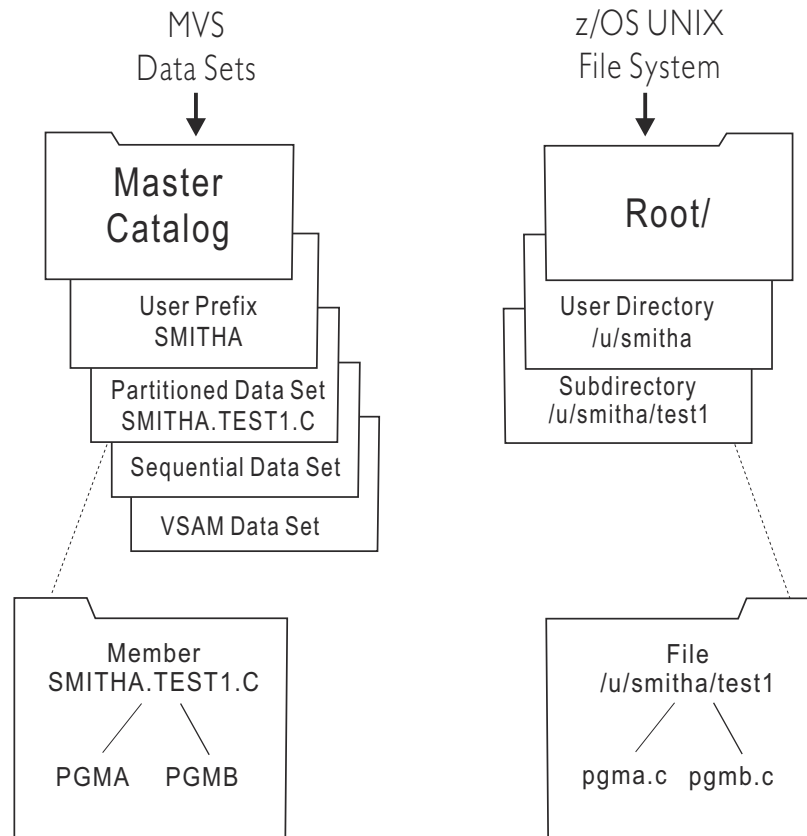 MVS
Data Sets
Master
Catalog
User Prefix
SMITHA
Partitioned Data Set
SMITHA.TEST1.C
Sequential Data Set
VSAM Data Set
Member
SMITHA.TEST1.C
PGMA PGMB
z/OS UNIX
File System
Root/
User Directory
/u/smitha
Subdirectory
/u/smitha/test1
File
/u/smitha/test1
pgma.c pgmb.c